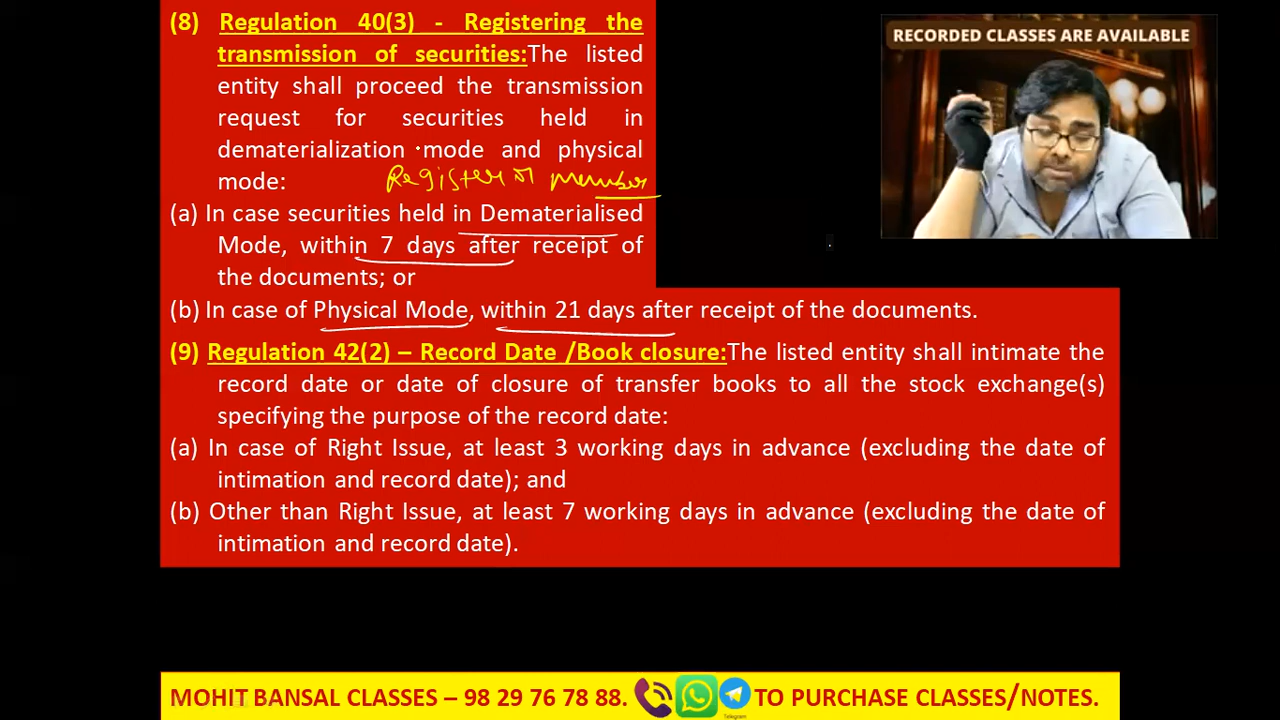 (8) Regulation 40(3) - Registering the
transmission of securities:The listed
entity shall proceed the transmission
request for securities held in
dematerialization mode and physical
mode:
Register of member
(a) In case securities held in Dematerialised
Mode, within 7 days after receipt of
the documents; or
(b) In case of Physical Mode, within 21 days after receipt of the documents.
(9) Regulation 42(2) – Record Date /Book closure:The listed entity shall intimate the
record date or date of closure of transfer books to all the stock exchange(s)
specifying the purpose of the record date:
(a) In case of Right Issue, at least 3 working days in advance (excluding the date of
intimation and record date); and
(b) Other than Right Issue, at least 7 working days in advance (excluding the date of
intimation and record date).
RECORDED CLASSES ARE AVAILABLE
MOHIT BANSAL CLASSES – 98 29 76 78 88. TO PURCHASE CLASSES/NOTES.
Telegram